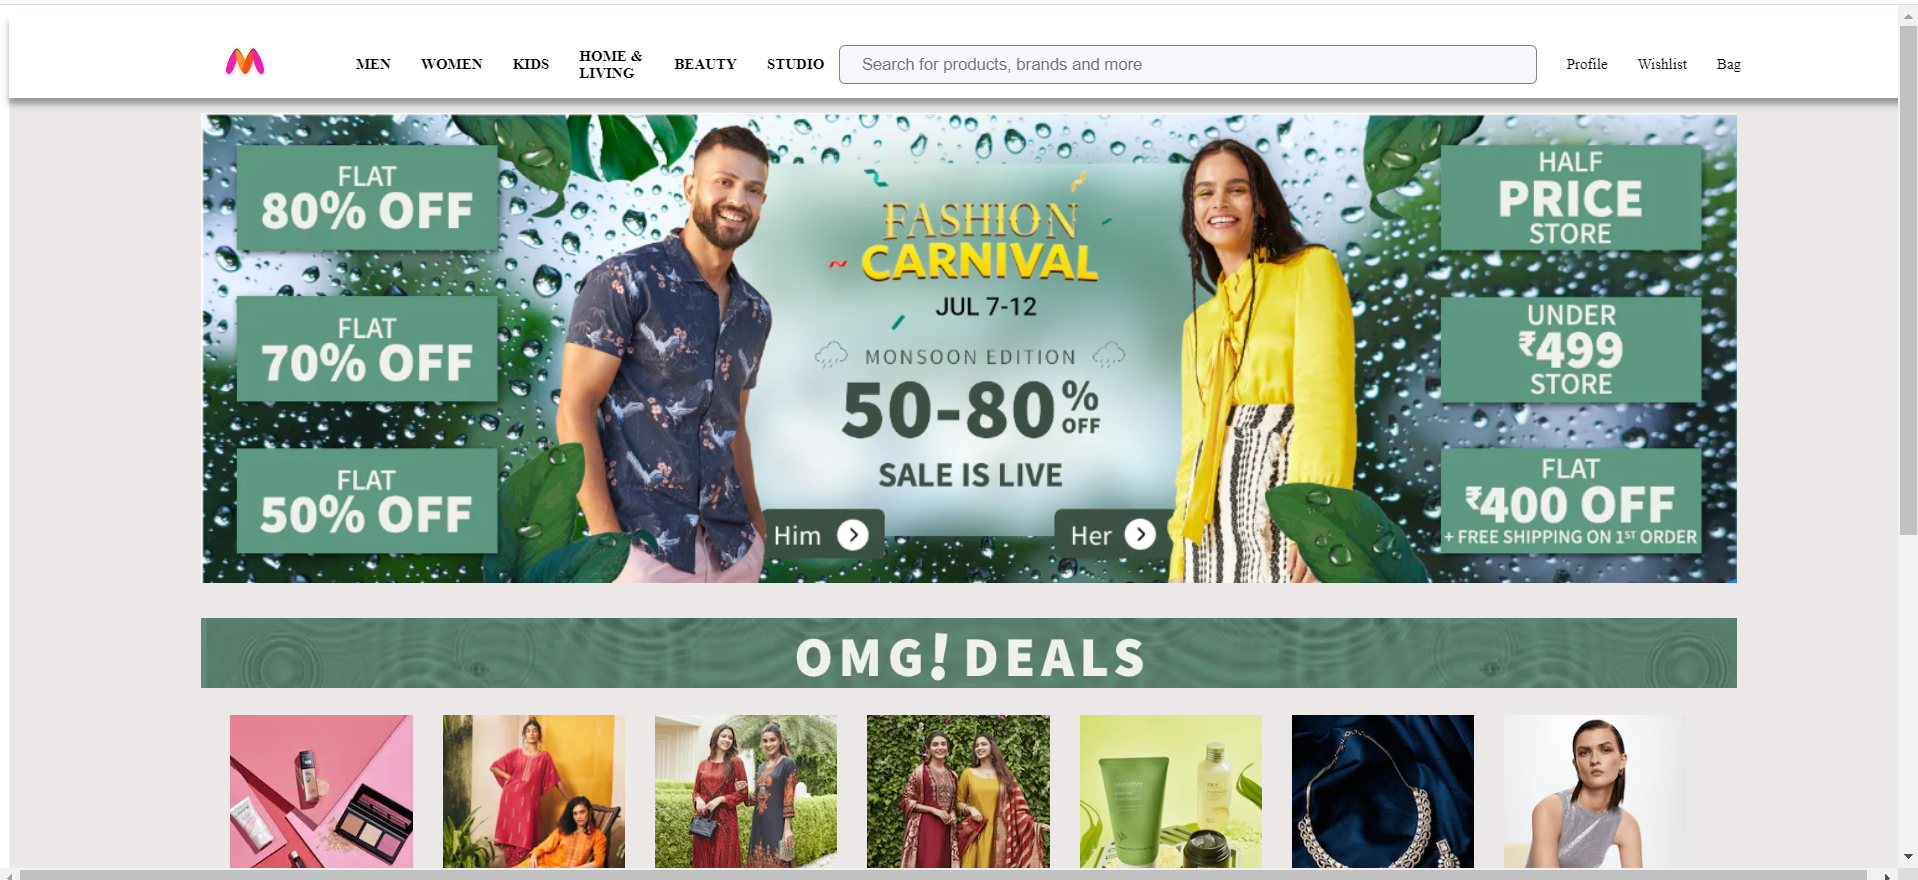 MEN
WOMEN
KIDS
HOME &
LIVING
BEAUTY
STUDIO
Search for products, brands and more
Profile
Wishlist
Bag
FLAT
80% OFF
FLAT
70% OFF
FLAT
50% OFF
FASHION
CARNIVAL
JUL 7-12
MONSOON EDITION
50-80%
OFF
SALE IS LIVE
Him
Her
HALF
PRICE
STORE
UNDER
₹499
STORE
FLAT
₹400 OFF
+ FREE SHIPPING ON 1ST ORDER
OMG! DEALS
innisfree